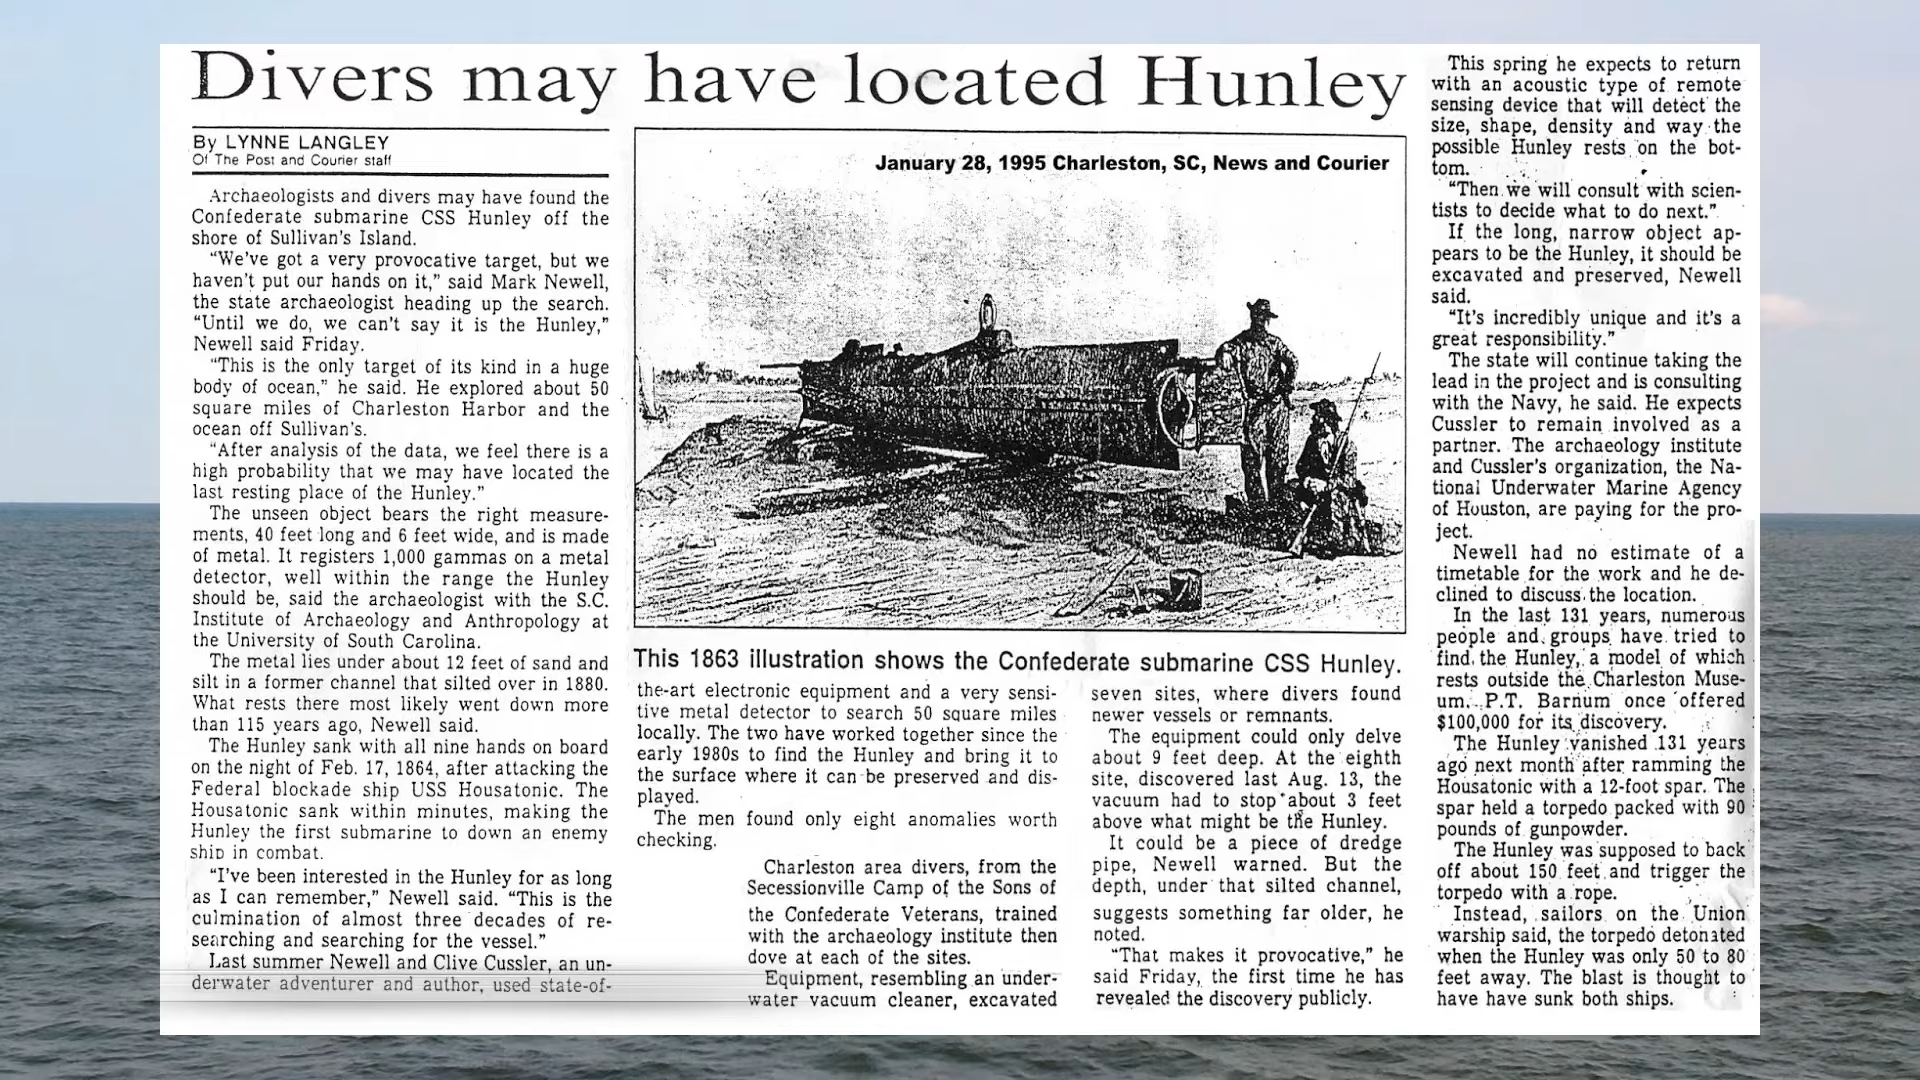 Divers may have located Hunley
By LYNNE LANGLEY
Of The Post and Courier staff
Archaeologists and divers may have found the
Confederate submarine CSS Hunley off the
shore of Sullivan's Island.
"We've got a very provocative target, but we
haven't put our hands on it," said Mark Newell,
the state archaeologist heading up the search.
"Until we do, we can't say it is the Hunley,"
Newell said Friday.
"This is the only target of its kind in a huge
body of ocean," he said. He explored about 50
square miles of Charleston Harbor and the
ocean off Sullivan's.
"After analysis of the data, we feel there is a
high probability that we may have located the
last resting place of the Hunley."
The unseen object bears the right measure-
ments, 40 feet long and 6 feet wide, and is made
of metal. It registers 1,000 gammas on a metal
detector, well within the range the Hunley
should be, said the archaeologist with the S.C.
Institute of Archaeology and Anthropology at
the University of South Carolina.
The metal lies under about 12 feet of sand and
silt in a former channel that silted over in 1880.
What rests there most likely went down more
than 115 years ago, Newell said.
The Hunley sank with all nine hands on board
on the night of Feb. 17, 1864, after attacking the
Federal blockade ship USS Housatonic. The
Housatonic sank within minutes, making the
Hunley the first submarine to down an enemy
ship in combat.
"I've been interested in the Hunley for as long
as I can remember," Newell said. "This is the
culmination of almost three decades of re-
searching and searching for the vessel."
Last summer Newell and Clive Cussler, an un-
derwater adventurer and author, used state-of-
January 28, 1995 Charleston, SC, News and Courier
This 1863 illustration shows the Confederate submarine CSS Hunley.
the-art electronic equipment and a very sensi-
tive metal detector to search 50 square miles
locally. The two have worked together since the
early 1980s to find the Hunley and bring it to
the surface where it can be preserved and dis-
played.
The men found only eight anomalies worth
checking.
Charleston area divers, from the
Secessionville Camp of the Sons of
the Confederate Veterans, trained
with the archaeology institute then
dove at each of the sites.
Equipment, resembling an under-
water vacuum cleaner, excavated
seven sites, where divers found
newer vessels or remnants.
The equipment could only delve
about 9 feet deep. At the eighth
site, discovered last Aug. 13, the
vacuum had to stop about 3 feet
above what might be the Hunley.
It could be a piece of dredge
pipe, Newell warned. But the
depth, under that silted channel,
suggests something far older, he
noted.
"That makes it provocative," he
said Friday, the first time he has
revealed the discovery publicly.
This spring he expects to return
with an acoustic type of remote
sensing device that will detect the
size, shape, density and way the
possible Hunley rests on the bot-
tom.
"Then we will consult with scien-
tists to decide what to do next."
If the long, narrow object ap-
pears to be the Hunley, it should be
excavated and preserved, Newell
said.
"It's incredibly unique and it's a
great responsibility."
The state will continue taking the
lead in the project and is consulting
with the Navy, he said. He expects
Cussler to remain involved as a
partner. The archaeology institute
and Cussler's organization, the Na-
tional Underwater Marine Agency
of Houston, are paying for the pro-
ject.
Newell had no estimate of a
timetable for the work and he de-
clined to discuss the location.
In the last 131 years, numerous
people and groups have tried to
find the Hunley, a model of which
rests outside the Charleston Muse-
um. P.T. Barnum once offered
$100,000 for its discovery.
The Hunley vanished 131 years
ago next month after ramming the
Housatonic with a 12-foot spar. The
spar held a torpedo packed with 90
pounds of gunpowder.
The Hunley was supposed to back
off about 150 feet and trigger the
torpedo with a rope.
Instead, sailors on the Union
warship said, the torpedo detonated
when the Hunley was only 50 to 80
feet away. The blast is thought to
have have sunk both ships.